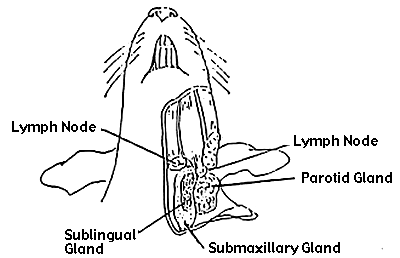 Lymph Node
Lymph Node
Parotid Gland
Sublingual
Gland
Submaxillary Gland